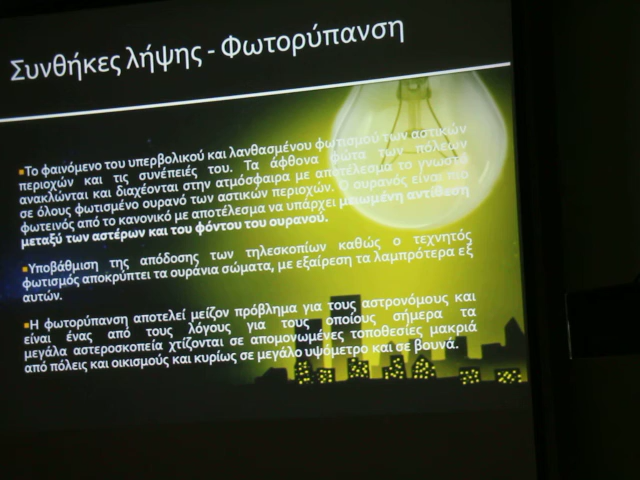 Συνθήκες λήψης - Φωτορύπανση
▪Το φαινόμενο του υπερβολικού και λανθασμένου φωτισμού των αστικών
περιοχών και τις συνέπειές του. Τα άφθονα φώτα των πόλεων
ανακλώνται και διαχέονται στην ατμόσφαιρα με αποτέλεσμα το γνωστό
σε όλους φωτισμένο ουρανό των αστικών περιοχών. Ο ουρανός είναι πιο
φωτεινός από το κανονικό με αποτέλεσμα να υπάρχει μειωμένη αντίθεση
μεταξύ των αστέρων και του φόντου του ουρανού.
▪Υποβάθμιση της απόδοσης των τηλεσκοπίων καθώς ο τεχνητός
φωτισμός αποκρύπτει τα ουράνια σώματα, με εξαίρεση τα λαμπρότερα εξ
αυτών.
▪Η φωτορύπανση αποτελεί μείζον πρόβλημα για τους αστρονόμους και
είναι ένας από τους λόγους για τους οποίους σήμερα τα
μεγάλα αστεροσκοπεία χτίζονται σε απομονωμένες τοποθεσίες μακριά
από πόλεις και οικισμούς και κυρίως σε μεγάλο υψόμετρο και σε βουνά.